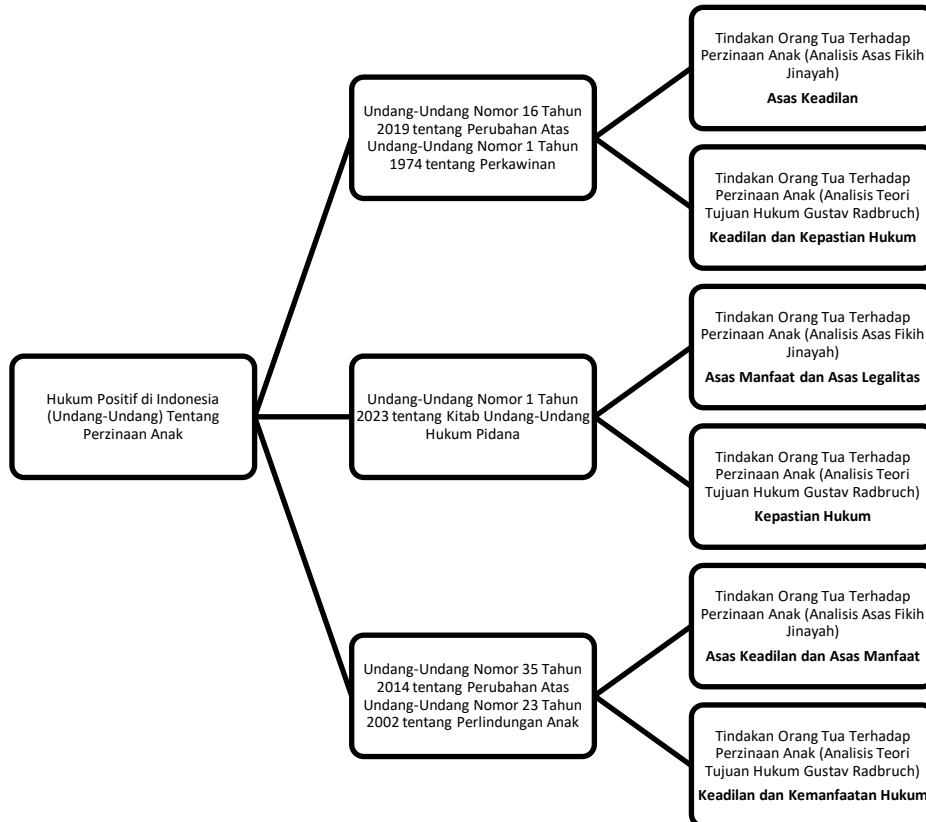 Hukum Positif di Indonesia
(Undang-Undang) Tentang
Perzinaan Anak
Undang-Undang Nomor 16 Tahun
2019 tentang Perubahan Atas
Undang-Undang Nomor 1 Tahun
1974 tentang Perkawinan
Tindakan Orang Tua Terhadap
Perzinaan Anak (Analisis Asas Fikih
Jinayah)
Asas Keadilan
Tindakan Orang Tua Terhadap
Perzinaan Anak (Analisis Teori
Tujuan Hukum Gustav Radbruch)
Keadilan dan Kepastian Hukum
Undang-Undang Nomor 1 Tahun
2023 tentang Kitab Undang-Undang
Hukum Pidana
Tindakan Orang Tua Terhadap
Perzinaan Anak (Analisis Asas Fikih
Jinayah)
Asas Manfaat dan Asas Legalitas
Tindakan Orang Tua Terhadap
Perzinaan Anak (Analisis Teori
Tujuan Hukum Gustav Radbruch)
Kepastian Hukum
Undang-Undang Nomor 35 Tahun
2014 tentang Perubahan Atas
Undang-Undang Nomor 23 Tahun
2002 tentang Perlindungan Anak
Tindakan Orang Tua Terhadap
Perzinaan Anak (Analisis Asas Fikih
Jinayah)
Asas Keadilan dan Asas Manfaat
Tindakan Orang Tua Terhadap
Perzinaan Anak (Analisis Teori
Tujuan Hukum Gustav Radbruch)
Keadilan dan Kemanfaatan Hukum